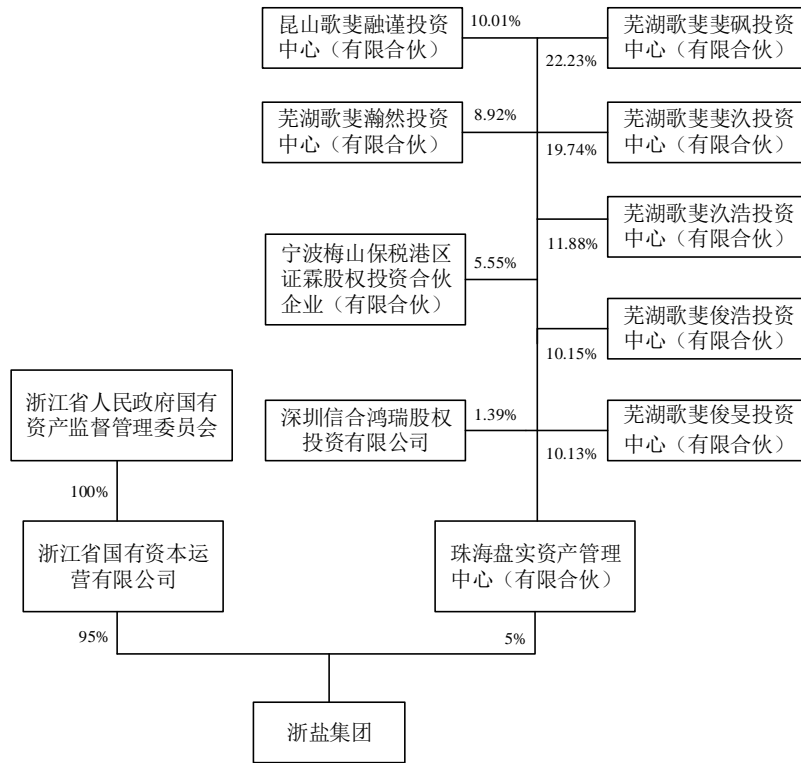 昆山歌斐融谨投资
中心（有限合伙）
10.01%
芜湖歌斐斐砜投资
中心（有限合伙）
22.23%
芜湖歌斐瀚然投资
中心（有限合伙）
8.92%
芜湖歌斐斐汣投资
中心（有限合伙）
19.74%
芜湖歌斐汣浩投资
中心（有限合伙）
11.88%
宁波梅山保税港区
证霖股权投资合伙
企业（有限合伙）
5.55%
芜湖歌斐俊浩投资
中心（有限合伙）
10.15%
浙江省人民政府国有
资产监督管理委员会
深圳信合鸿瑞股权
投资有限公司
1.39%
芜湖歌斐俊旻投资
中心（有限合伙）
10.13%
100%
浙江省国有资本运
营有限公司
珠海盘实资产管理
中心（有限合伙）
95%
5%
浙盐集团